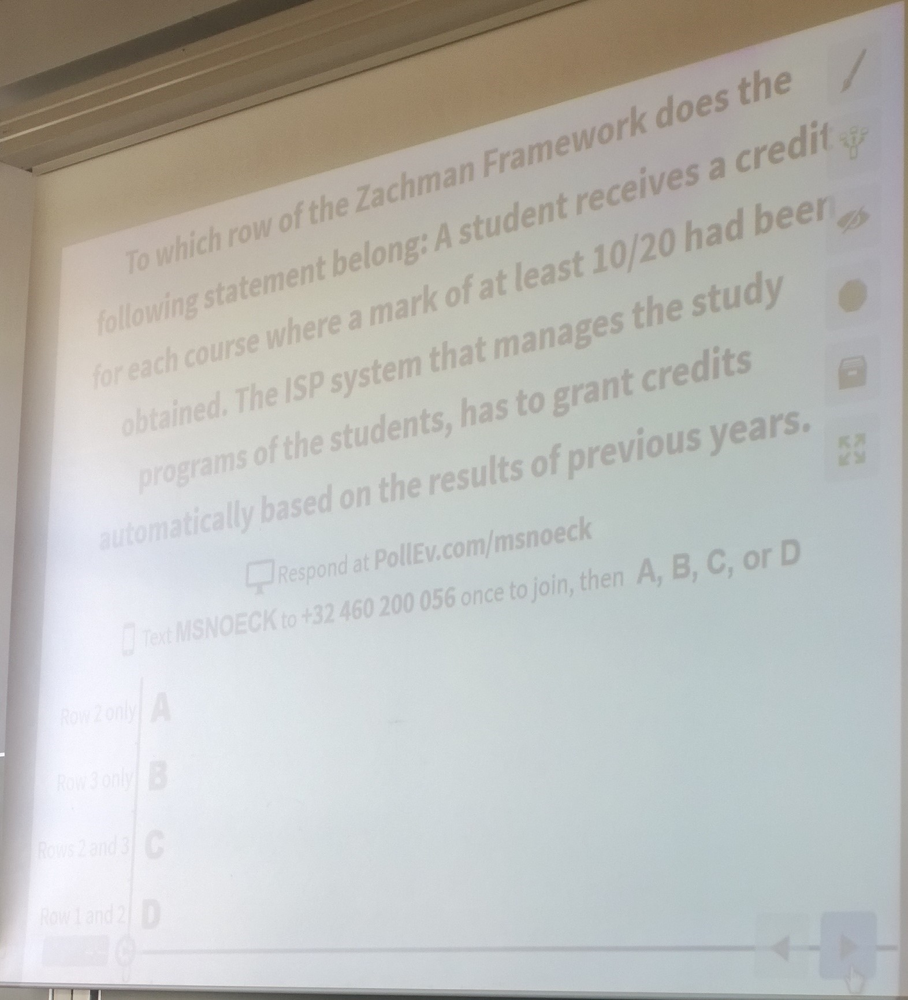 To which row of the Zachman Framework does the
following statement belong: A student receives a credit
for each course where a mark of at least 10/20 had been
obtained. The ISP system that manages the study
programs of the students, has to grant credits
automatically based on the results of previous years.
Respond at PollEv.com/msnoeck
Text MSNOECK to +32 460 200 056 once to join, then A, B, C, or D
Row 2 only A
Row 3 only B
Rows 2 and 3 C
Row 1 and 2 D